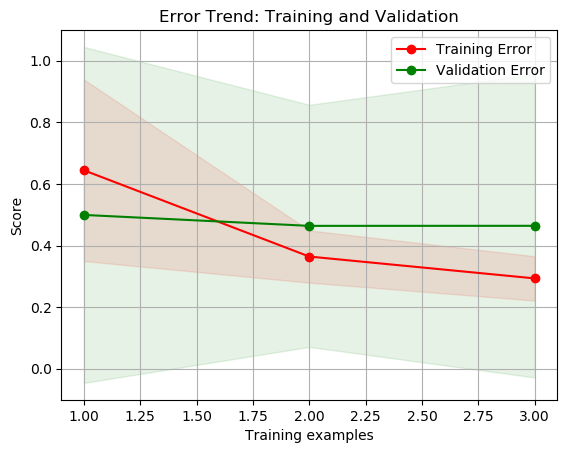 Error Trend: Training and Validation
Training Error
Validation Error
Score
1.0
0.8
0.6
0.4
0.2
0.0
1.00 1.25 1.50 1.75 2.00 2.25 2.50 2.75 3.00
Training examples